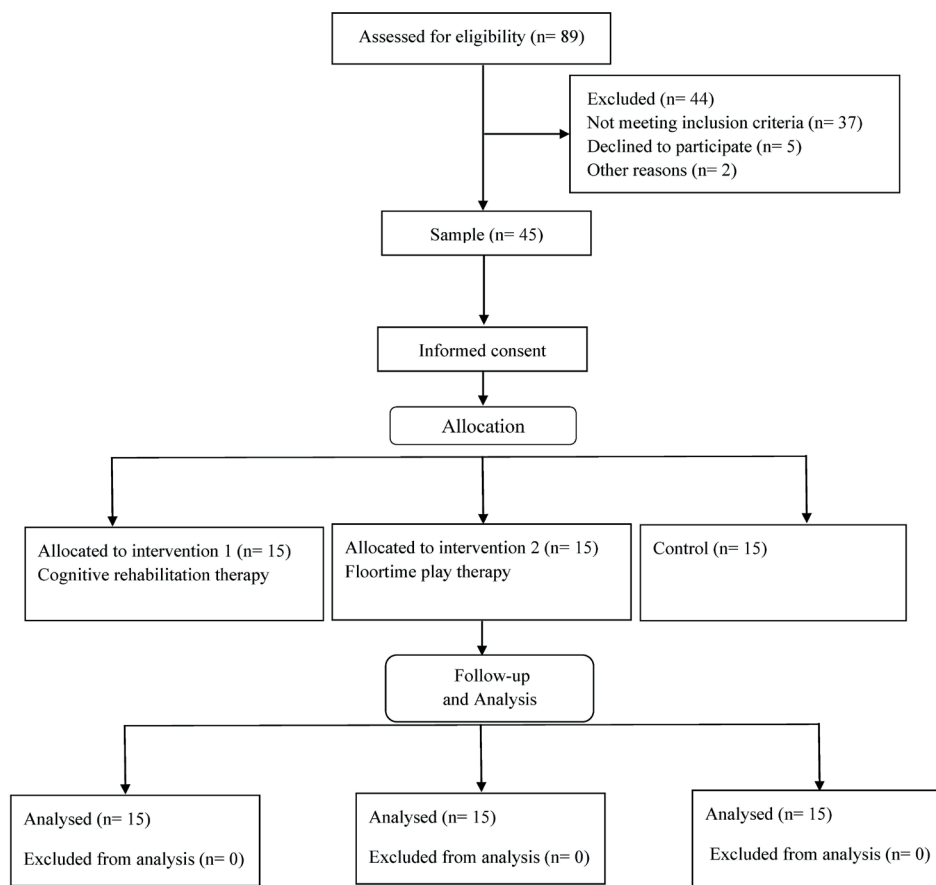 Assessed for eligibility (n= 89)
Excluded (n= 44)
Not meeting inclusion criteria (n= 37)
Declined to participate (n= 5)
Other reasons (n= 2)
Sample (n= 45)
Informed consent
Allocation
Allocated to intervention 1 (n= 15)
Cognitive rehabilitation therapy
Allocated to intervention 2 (n= 15)
Floortime play therapy
Control (n= 15)
Follow-up
and Analysis
Analysed (n= 15)
Excluded from analysis (n= 0)
Analysed (n= 15)
Excluded from analysis (n= 0)
Analysed (n= 15)
Excluded from analysis (n= 0)